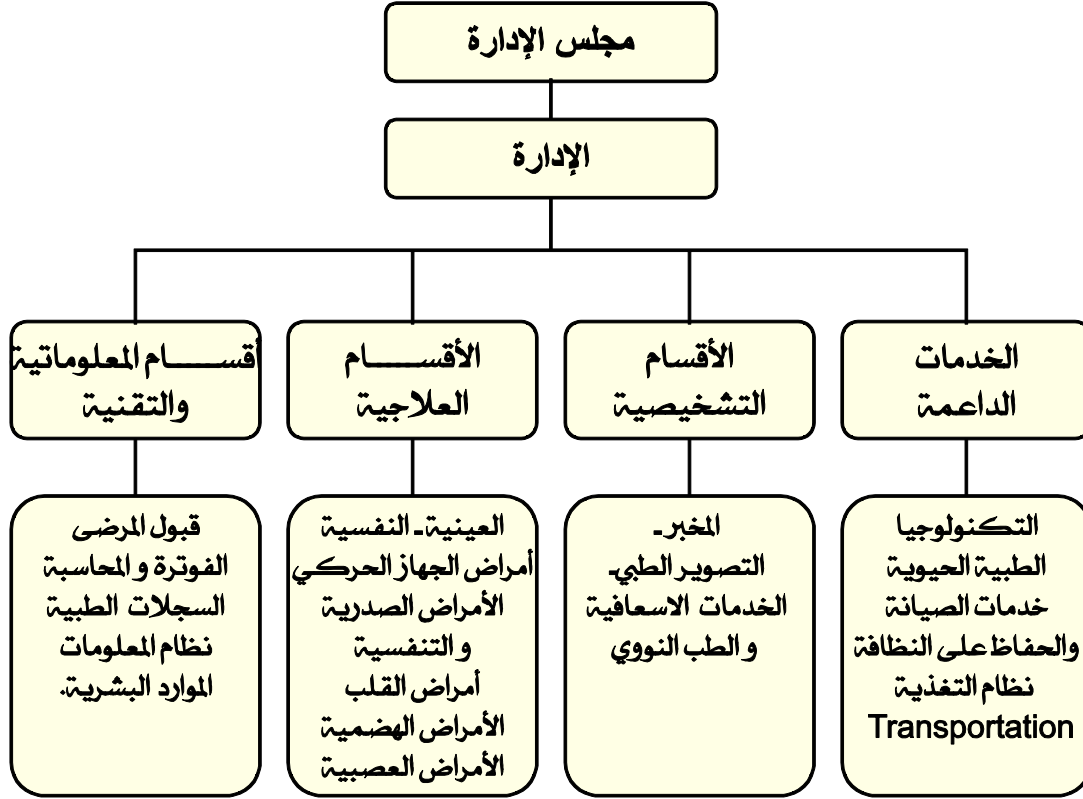 مجلس الإدارة
الإدارة
الخدمات
الداعمة
الأقسام
التشخيصية
الأقســـــام
العلاجية
أقســــــام المعلوماتية
والتقنية
التكنولوجيا
الطبية الحيوية
خدمات الصيانة
والحفاظ على النظافة
نظام التغذية
Transportation
المخبر ـ
التصوير الطبي ـ
الخدمات الاسعافية
و الطب النووي
العينية ـ النفسية
أمراض الجهاز الحركي
الأمراض الصدرية
و التنفسية
أمراض القلب
الأمراض الهضمية
الأمراض العصبية
قبول المرضى
الفوترة و المحاسبة
السجلات الطبية
نظام المعلومات
الموارد البشرية.